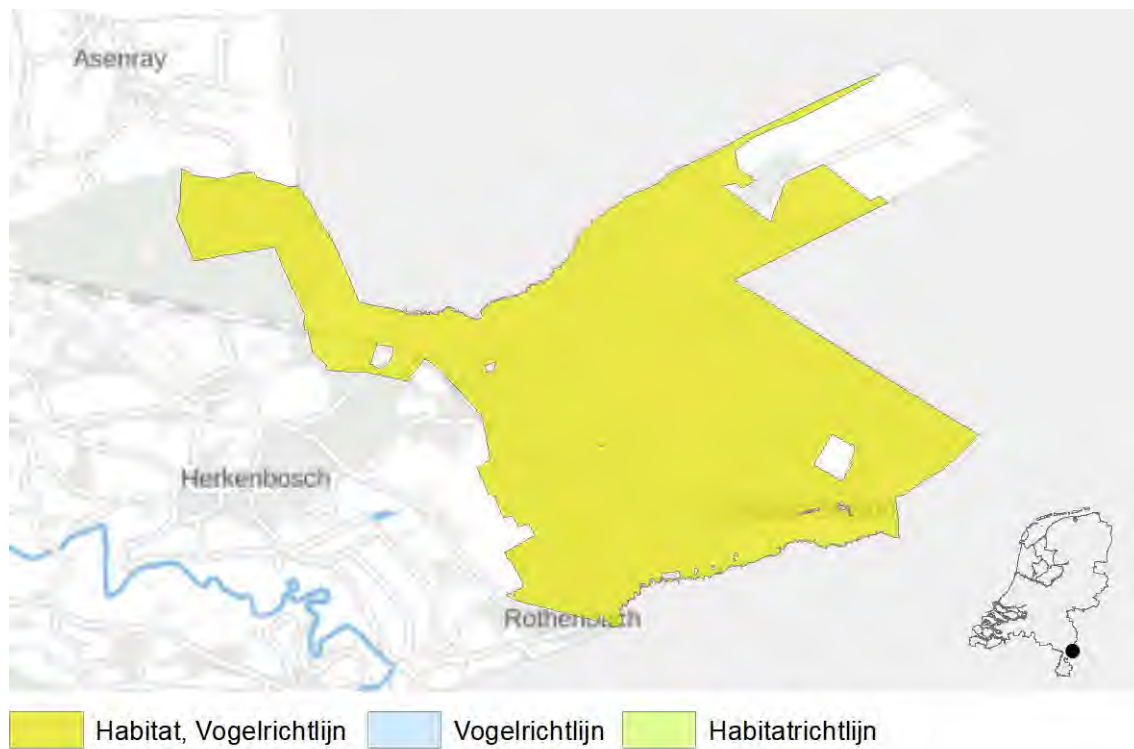 Asenray
Herkenbosch
Habitat, Vogelrichtlijn
Vogelrichtlijn
Habitatrichtlijn